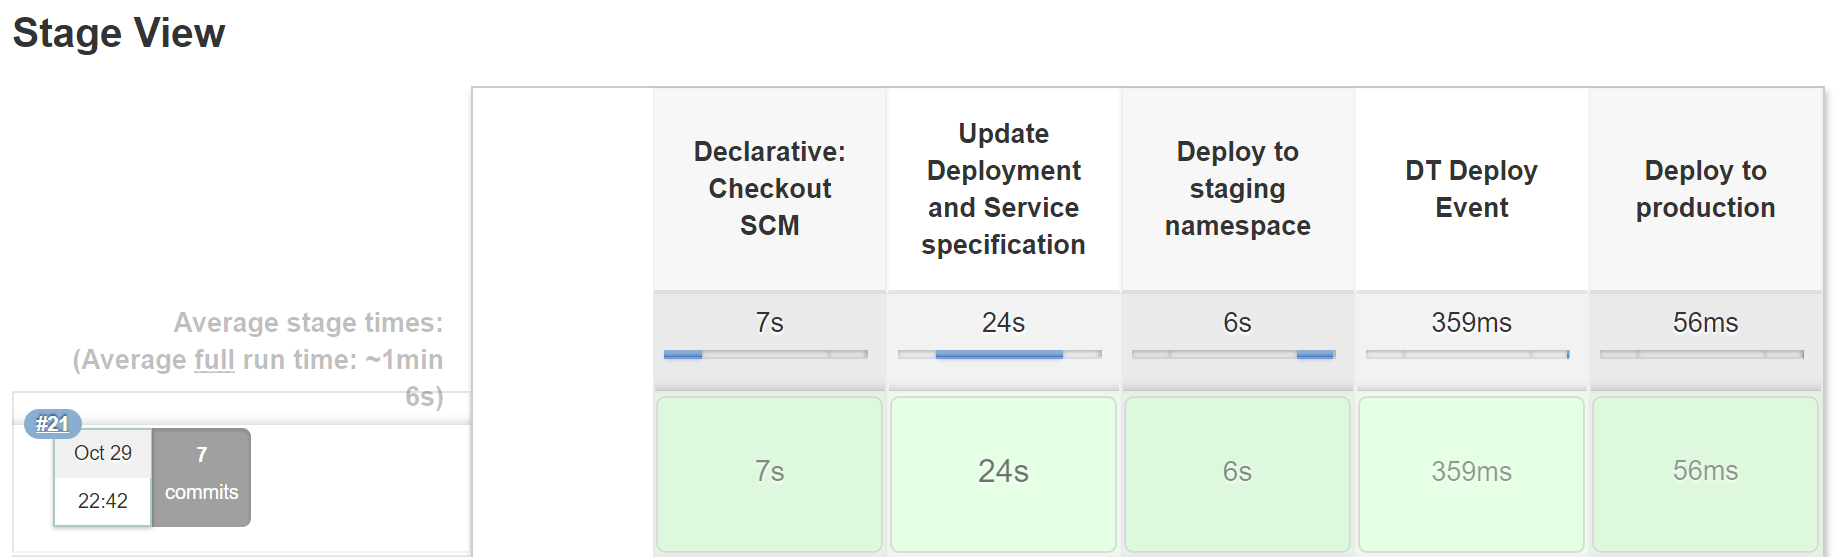 Stage View
Declarative:
Checkout
SCM
Update
Deployment
and Service
specification
Deploy to
staging
namespace
DT Deploy
Event
Deploy to
production
Average stage times:
(Average full run time: ~1min
6s)
7s
24s
6s
359ms
56ms
#21
Oct 29
22:42
7
commits
7s
24s
6s
359ms
56ms